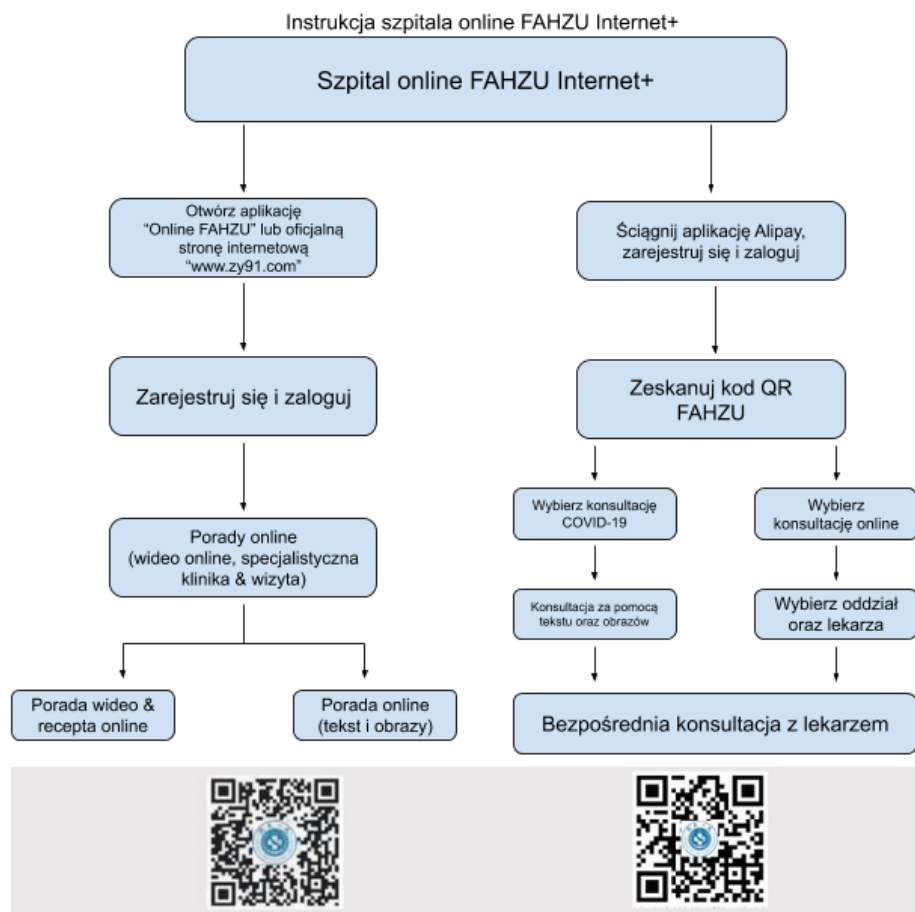 Instrukcja szpitala online FAHZU Internet+
Szpital online FAHZU Internet+
Otwórz aplikację
“Online FAHZU” lub oficjalną
stronę internetową
“www.zy91.com”
Zarejestruj się i zaloguj
Porady online
(wideo online, specjalistyczna
klinika & wizyta)
Porada wideo &
recepta online
Porada online
(tekst i obrazy)
Ściągnij aplikację Alipay,
zarejestruj się i zaloguj
Zeskanuj kod QR
FAHZU
Wybierz konsultację
COVID-19
Konsultacja za pomocą
tekstu oraz obrazów
Wybierz
konsultację online
Wybierz oddział
oraz lekarza
Bezpośrednia konsultacja z lekarzem